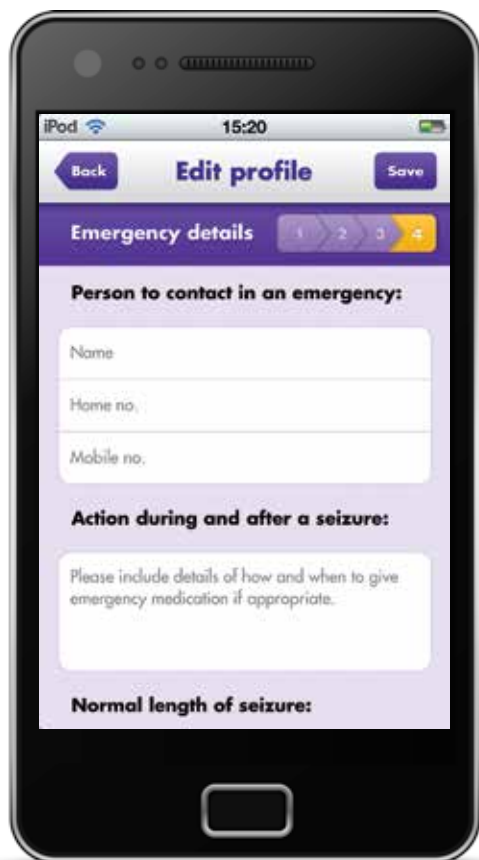 iPod 15:20
Back Edit profile Save
Emergency details 1 2 3 4
Person to contact in an emergency:
Name
Home no.
Mobile no.
Action during and after a seizure:
Please include details of how and when to give
emergency medication if appropriate.
Normal length of seizure: